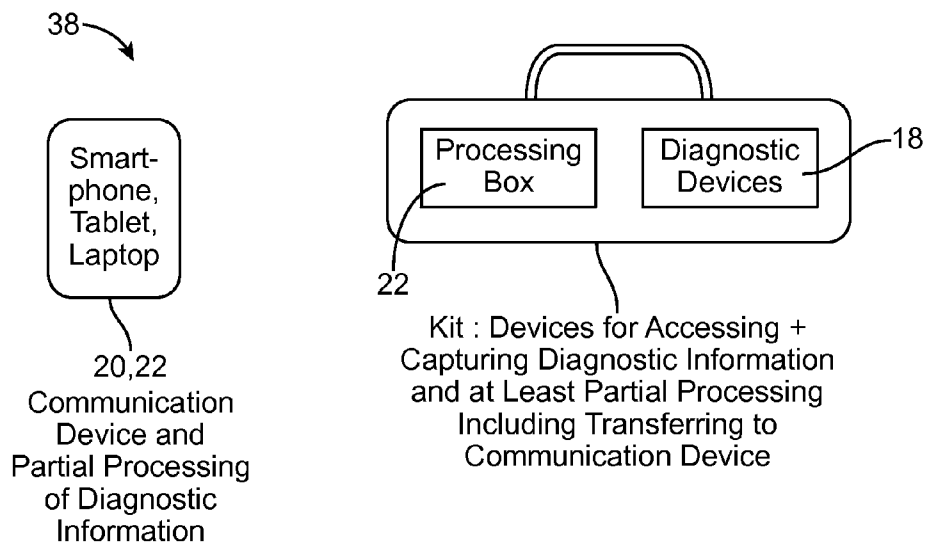 38
Smart-
phone,
Tablet,
Laptop
20,22
Communication
Device and
Partial Processing
of Diagnostic
Information
Processing
Box
Diagnostic
Devices
18
22
Kit : Devices for Accessing +
Capturing Diagnostic Information
and at Least Partial Processing
Including Transferring to
Communication Device